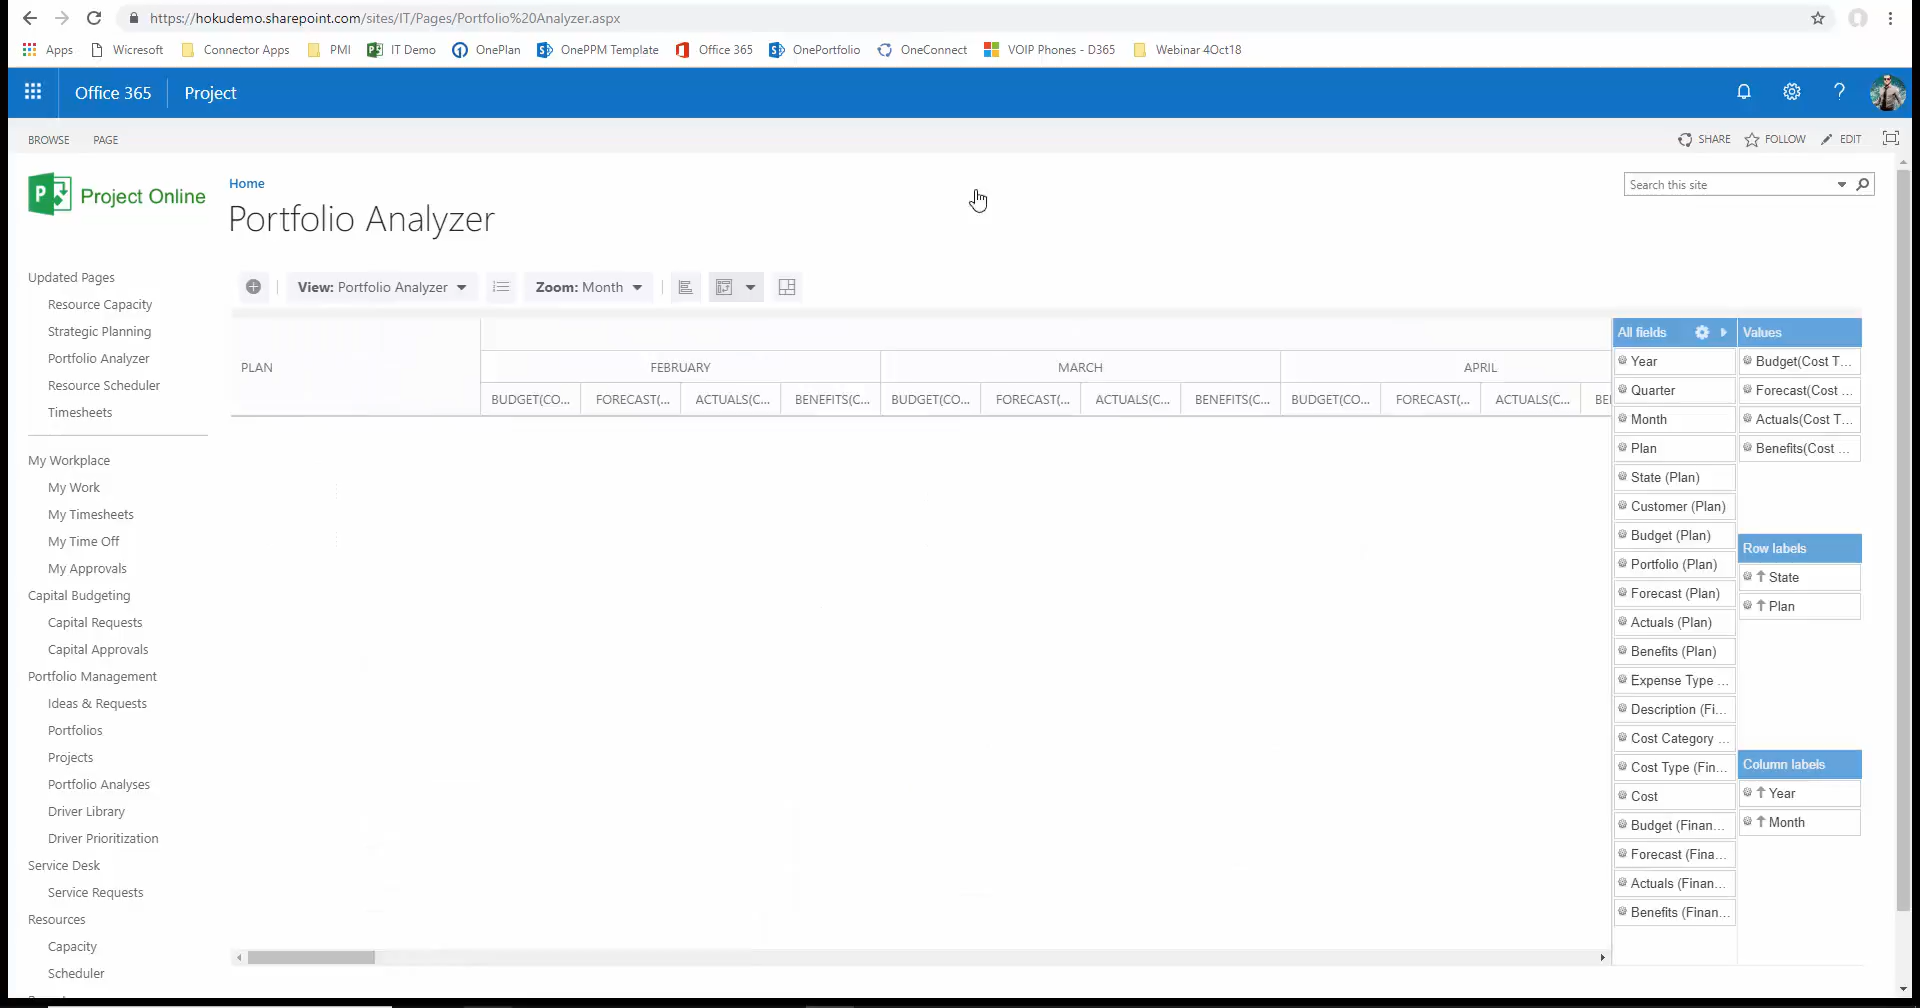 https://hokudemo.sharepoint.com/sites/IT/Pages/Portfolio%20Analyzer.aspx
Apps Wicresoft Connector Apps PMI IT Demo OnePlan OnePPM Template Office 365 OnePortfolio OneConnect VOIP Phones - D365 Webinar 4Oct18
Office 365 Project
BROWSE PAGE SHARE FOLLOW EDIT
Project Online
Home
Search this site
Portfolio Analyzer
View: Portfolio Analyzer Zoom: Month
Updated Pages
Resource Capacity
Strategic Planning
Portfolio Analyzer
Resource Scheduler
Timesheets
My Workplace
My Work
My Timesheets
My Time Off
My Approvals
Capital Budgeting
Capital Requests
Capital Approvals
Portfolio Management
Ideas & Requests
Portfolios
Projects
Portfolio Analyses
Driver Library
Driver Prioritization
Service Desk
Service Requests
Resources
Capacity
Scheduler
PLAN
FEBRUARY MARCH APRIL
BUDGET(CO... FORECAST(... ACTUALS(C... BENEFITS(C... BUDGET(CO... FORECAST(... ACTUALS(C... BENEFITS(C... BUDGET(CO... FORECAST(... ACTUALS(C... BE
All fields
Year
Quarter
Month
Plan
State (Plan)
Customer (Plan)
Budget (Plan)
Portfolio (Plan)
Forecast (Plan)
Actuals (Plan)
Benefits (Plan)
Expense Type ...
Description (Fi...
Cost Category ...
Cost Type (Fin...
Cost
Budget (Finan...
Forecast (Fina...
Actuals (Finan...
Benefits (Finan...
Values
Budget(Cost T...
Forecast(Cost ...
Actuals(Cost T...
Benefits(Cost ...
Row labels
State
Plan
Column labels
Year
Month